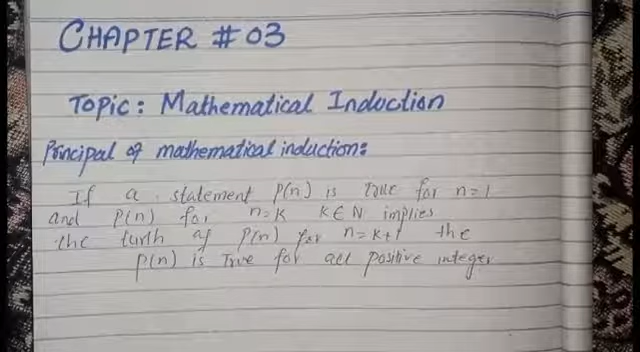 CHAPTER # 03
Topic: Mathematical Induction
Principal of mathematical induction:
If a statement P(n) is true for n=1
and P(n) for n=k k∈N implies
the turth of P(n) for n=k+1 the
P(n) is True for all positive integer